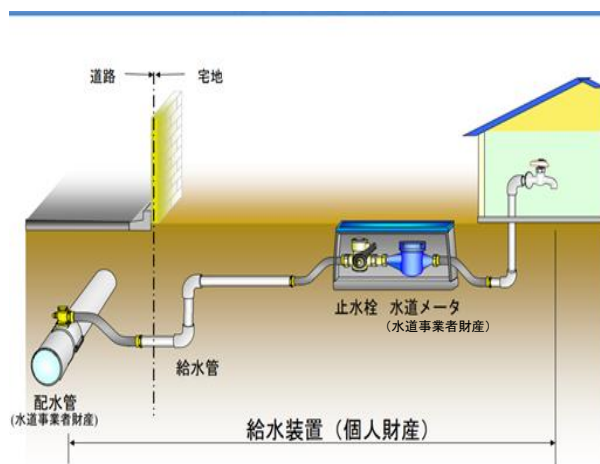 道路
宅地
止水栓
水道メータ
(水道事業者財産)
給水管
配水管
(水道事業者財産)
給水装置（個人財産）